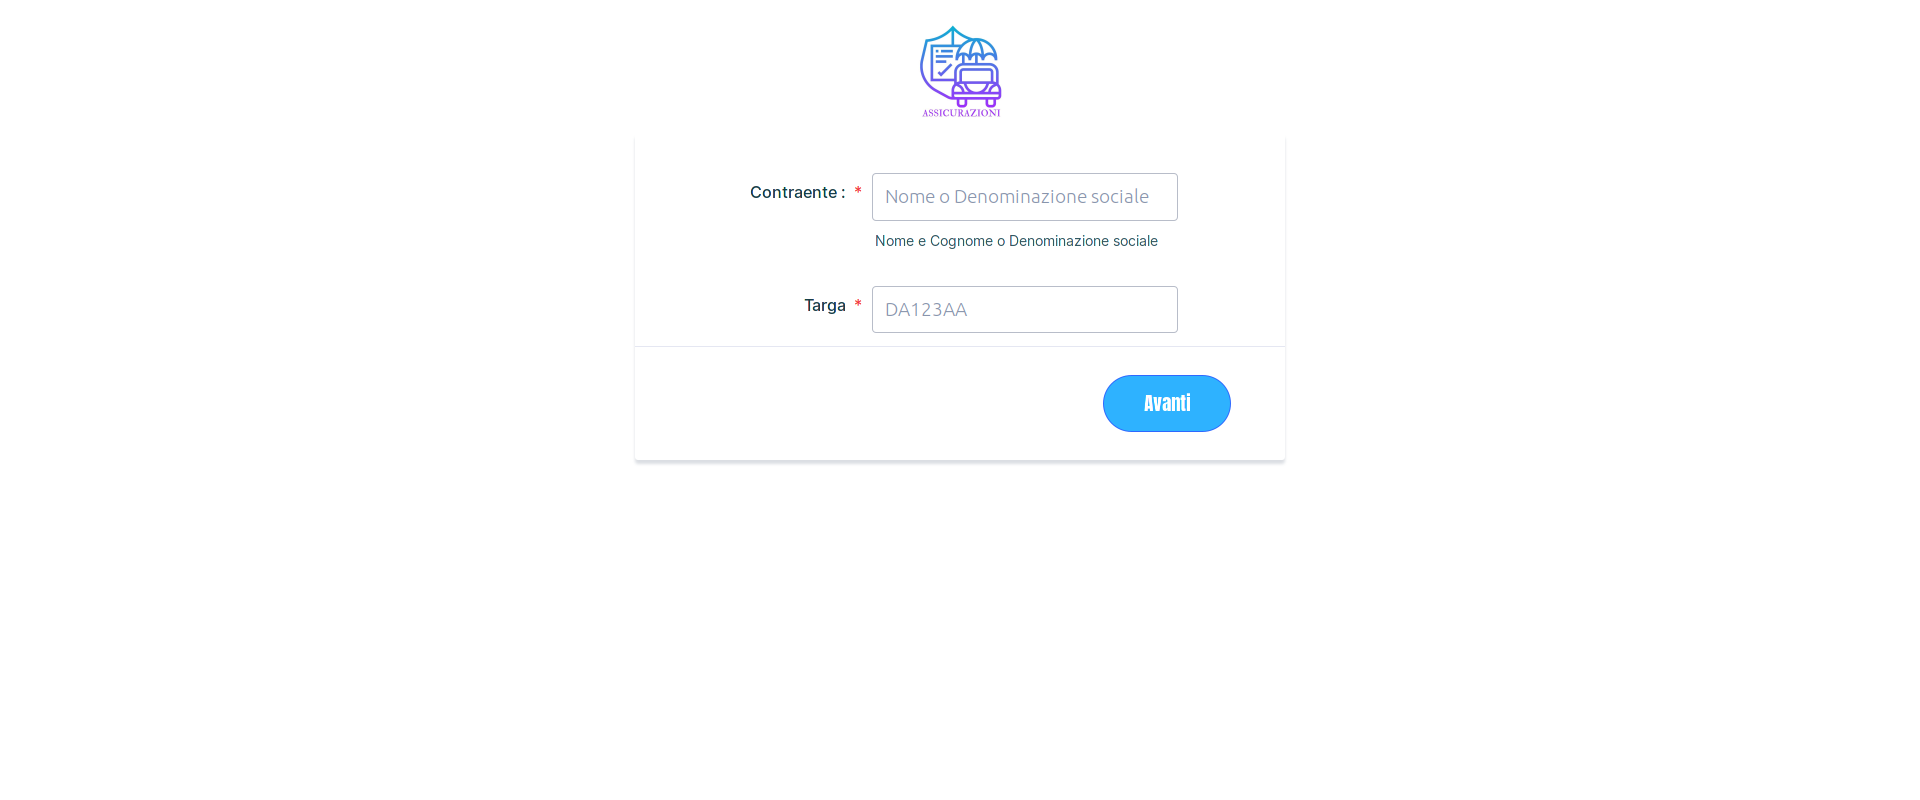 ASSICURAZIONI
Contraente : *
Nome o Denominazione sociale
Nome e Cognome o Denominazione sociale
Targa *
DA123AA
Avanti